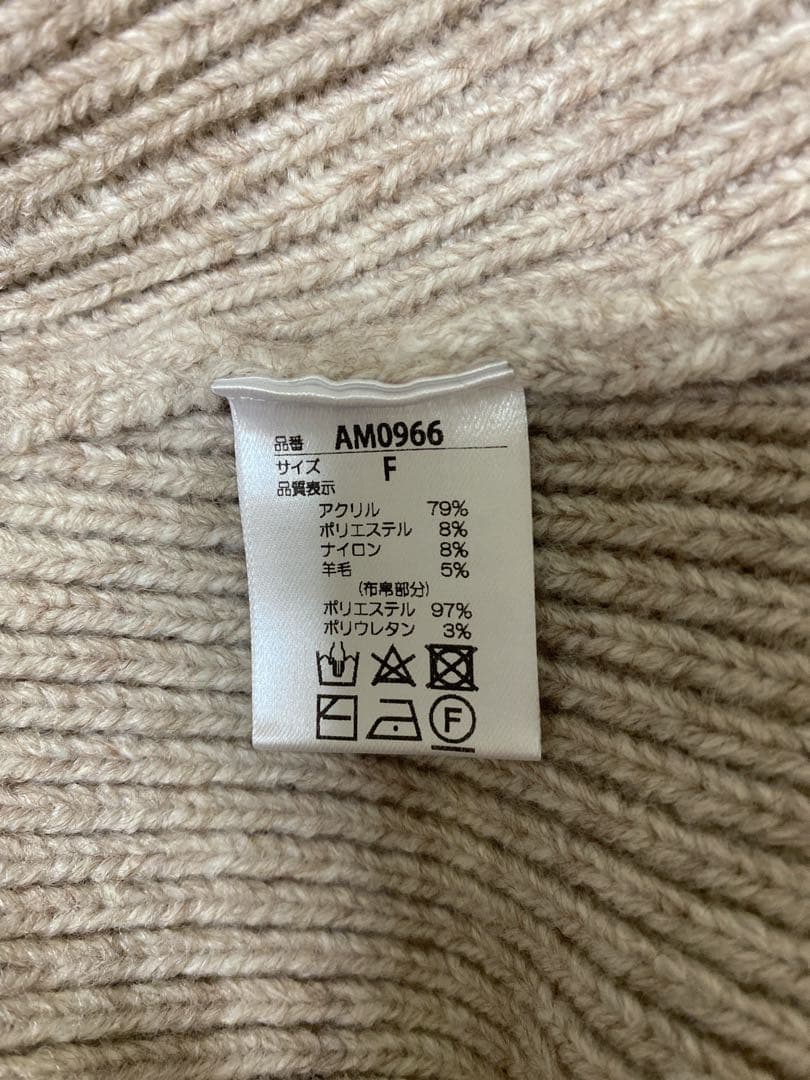 品番 AM0966
サイズ F
品質表示
アクリル 79%
ポリエステル 8%
ナイロン 8%
羊毛 5%
(布帛部分)
ポリエステル 97%
ポリウレタン 3%
F